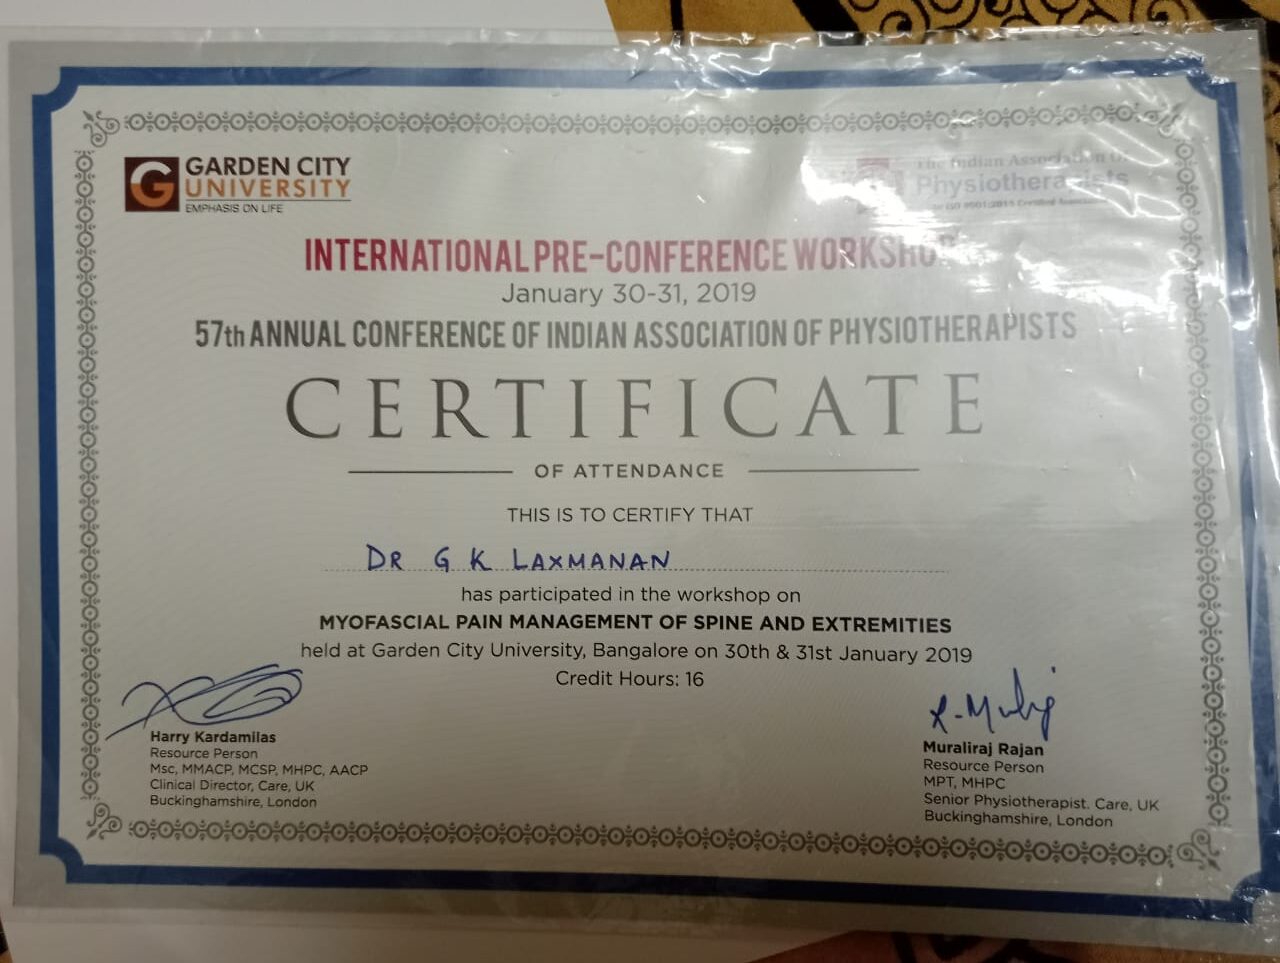 GARDEN CITY
UNIVERSITY
EMPHASIS ON LIFE
The Indian Association
Physiotherapists
INTERNATIONAL PRE-CONFERENCE WORKSHOP
January 30-31, 2019
57th ANNUAL CONFERENCE OF INDIAN ASSOCIATION OF PHYSIOTHERAPISTS
CERTIFICATE
OF ATTENDANCE
THIS IS TO CERTIFY THAT
DR G K LAXMANAN
has participated in the workshop on
MYOFASCIAL PAIN MANAGEMENT OF SPINE AND EXTREMITIES
held at Garden City University, Bangalore on 30th & 31st January 2019
Credit Hours: 16
Harry Kardamilas
Resource Person
Msc, MMACP, MCSP, MHPC, AACP
Clinical Director, Care, UK
Buckinghamshire, London
Muraliraj Rajan
Resource Person
MPT, MHPC
Senior Physiotherapist. Care, UK
Buckinghamshire, London